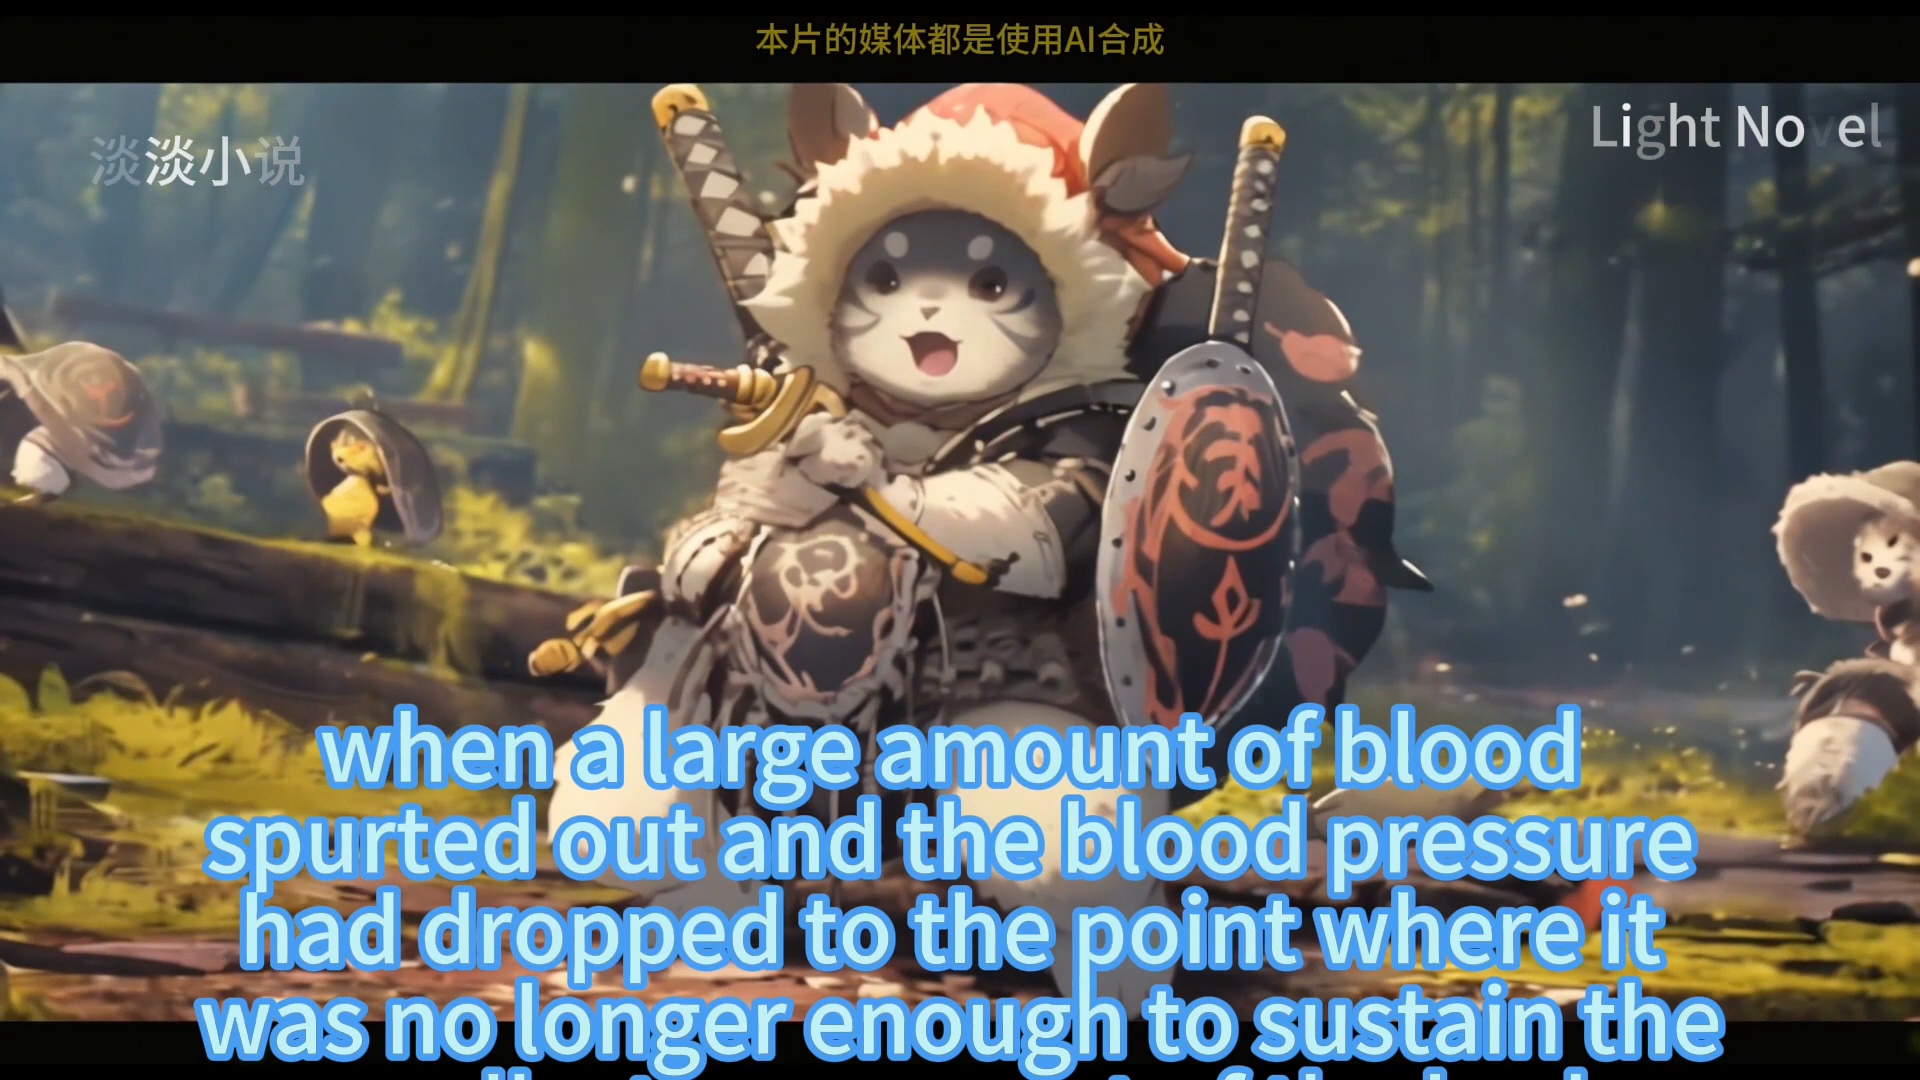 本片的媒体都是使用AI合成
淡淡小说
Light Novel
when a large amount of blood
spurted out and the blood pressure
had dropped to the point where it
was no longer enough to sustain the